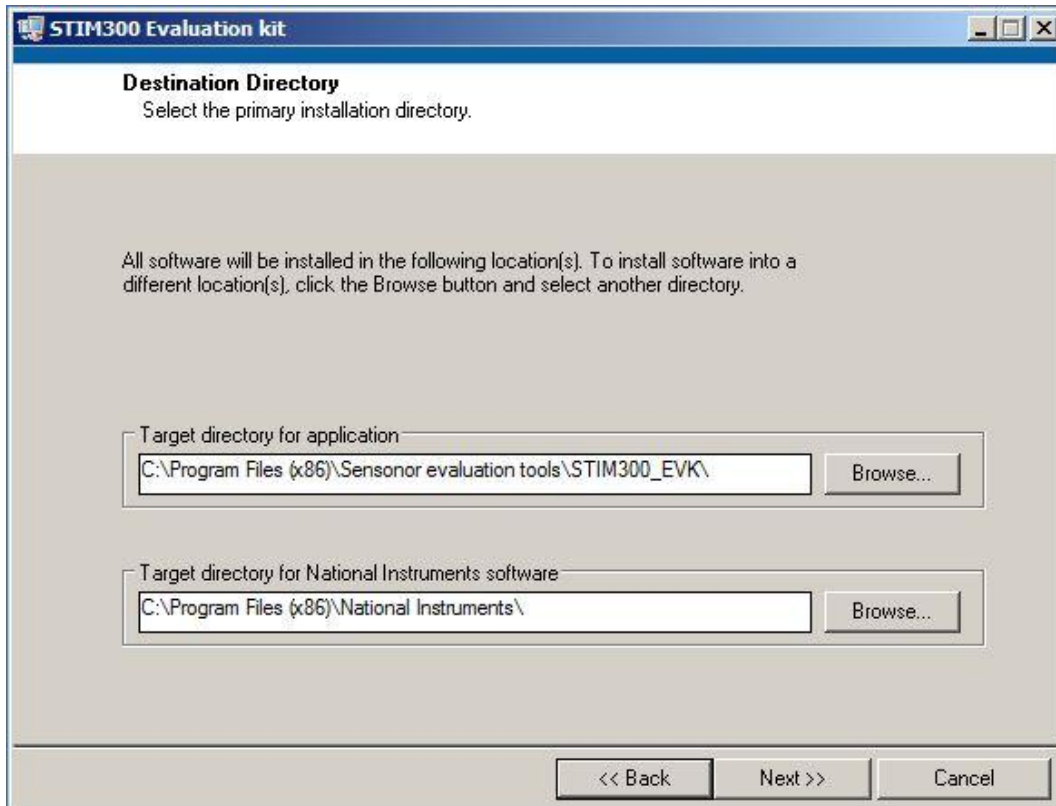 STIM300 Evaluation kit
Destination Directory
Select the primary installation directory.
All software will be installed in the following location(s). To install software into a
different location(s), click the Browse button and select another directory.
Target directory for application
C:\Program Files (x86)\Sensonor evaluation tools\STIM300_EVK\
Browse...
Target directory for National Instruments software
C:\Program Files (x86)\National Instruments\
Browse...
<< Back
Next >>
Cancel